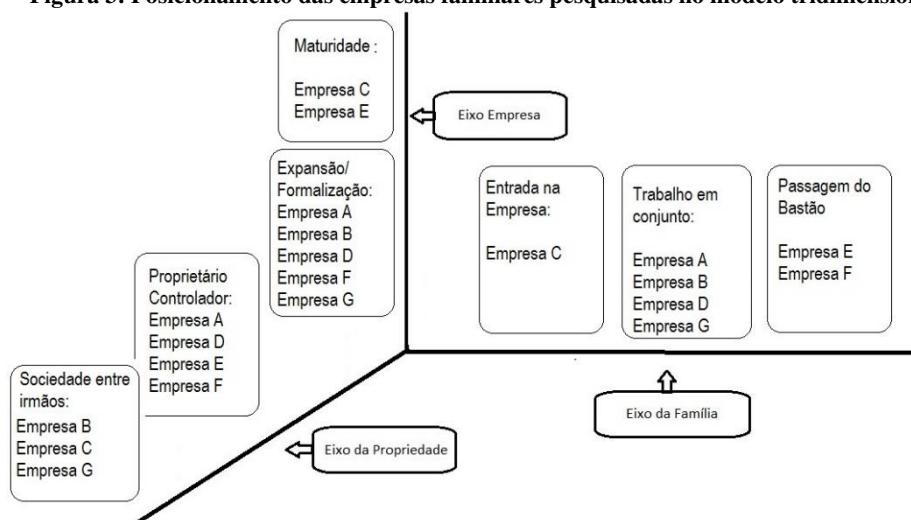 Figura 3: Posicionamento das empresas familiares pesquisadas no modelo
Maturidade :
Empresa C
Empresa E
Eixo Empresa
Expansão/
Formalização:
Empresa A
Empresa B
Empresa D
Empresa F
Empresa G
Entrada na
Empresa:
Empresa C
Trabalho em
conjunto:
Empresa A
Empresa B
Empresa D
Empresa G
Passagem do
Bastão
Empresa E
Empresa F
Proprietário
Controlador:
Empresa A
Empresa D
Empresa E
Empresa F
Sociedade entre
irmãos:
Empresa B
Empresa C
Empresa G
Eixo da Propriedade
Eixo da Família